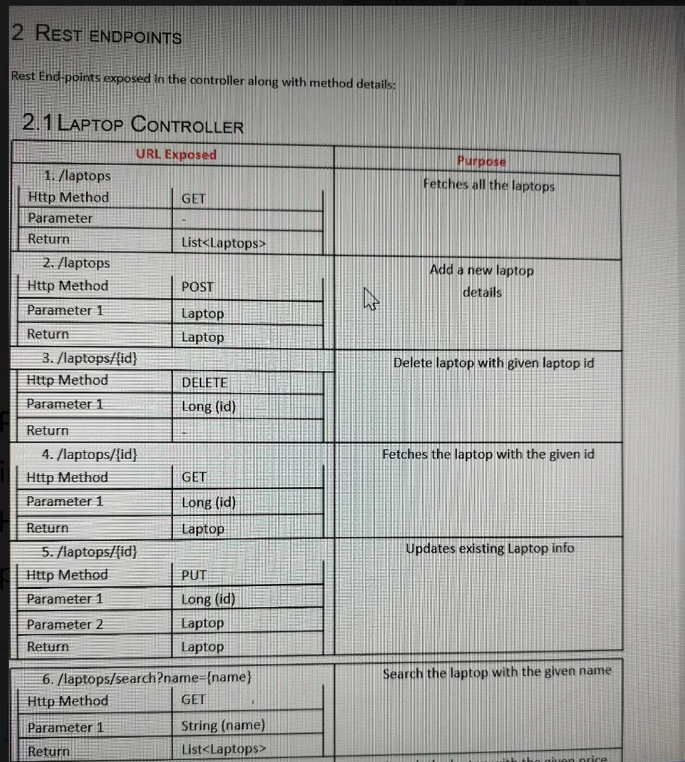 2 REST ENDPOINTS
Rest End-points exposed in the controller along with method details:
2.1 LAPTOP CONTROLLER
URL Exposed Purpose
1. /laptops Fetches all the laptops
Http Method GET
Parameter -
Return List<Laptops>
2. /laptops Add a new laptop
details
Http Method POST
Parameter 1 Laptop
Return Laptop
3. /laptops/{id} Delete laptop with given laptop id
Http Method DELETE
Parameter 1 Long (id)
Return -
4. /laptops/{id} Fetches the laptop with the given id
Http Method GET
Parameter 1 Long (id)
Return Laptop
5. /laptops/{id} Updates existing Laptop info
Http Method PUT
Parameter 1 Long (id)
Parameter 2 Laptop
Return Laptop
6. /laptops/search?name={name} Search the laptop with the given name
Http Method GET
Parameter 1 String (name)
Return List<Laptops>
given price